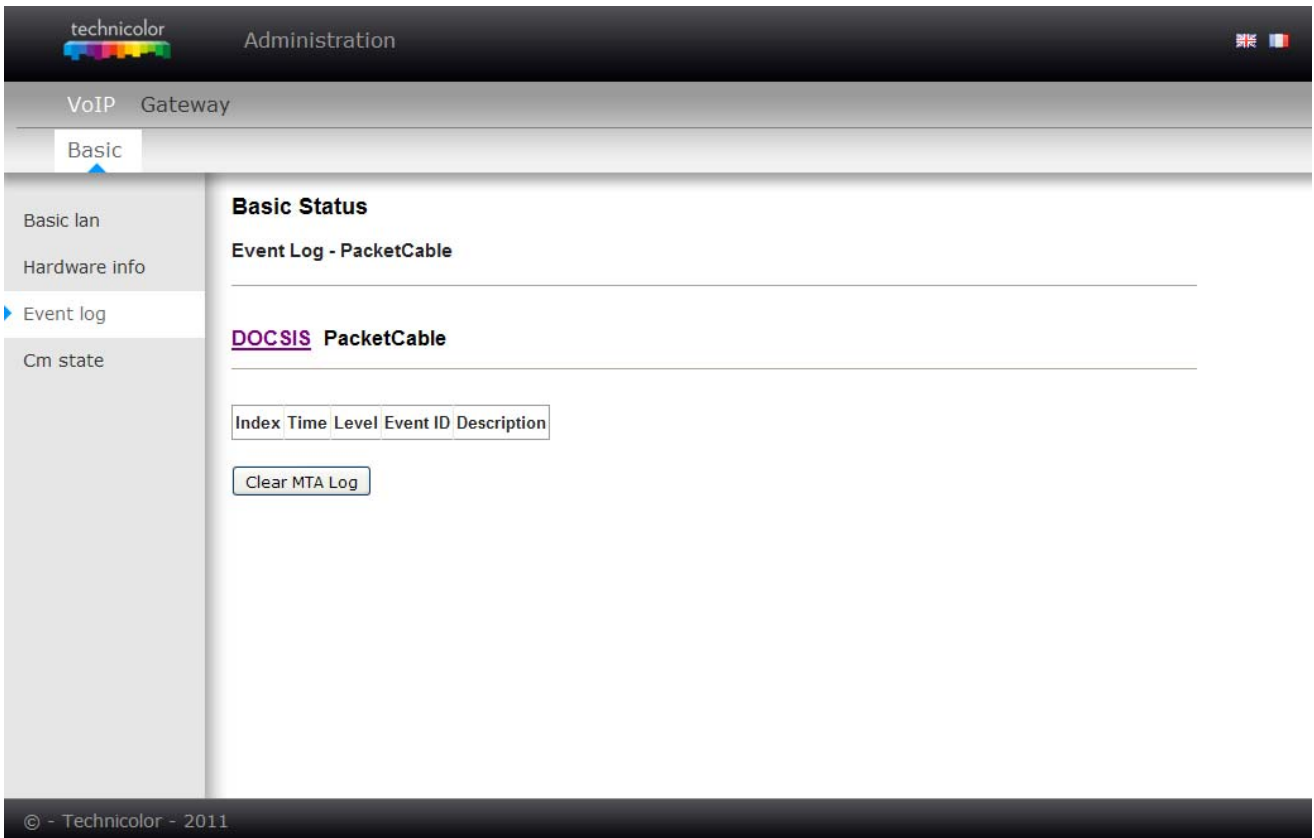 technicolor
Administration
VoIP Gateway
Basic
Basic lan
Hardware info
Event log
Cm state
Basic Status
Event Log - PacketCable
DOCSIS PacketCable
Index Time Level Event ID Description
Clear MTA Log
© - Technicolor - 2011